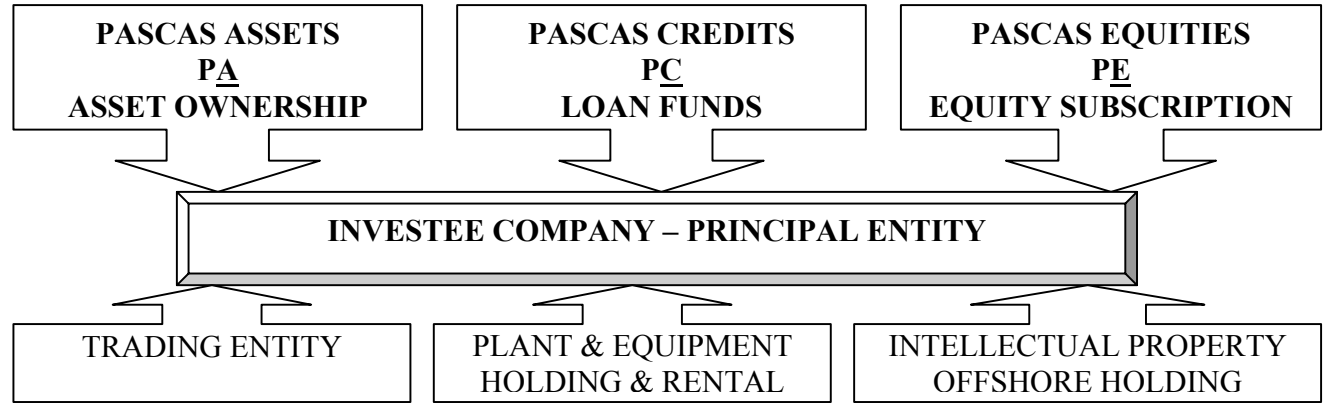 PASCAS ASSETS
PA
ASSET OWNERSHIP
PASCAS CREDITS
PC
LOAN FUNDS
PASCAS EQUITIES
PE
EQUITY SUBSCRIPTION
INVESTEE COMPANY – PRINCIPAL ENTITY
TRADING ENTITY
PLANT & EQUIPMENT
HOLDING & RENTAL
INTELLECTUAL PROPERTY
OFFSHORE HOLDING